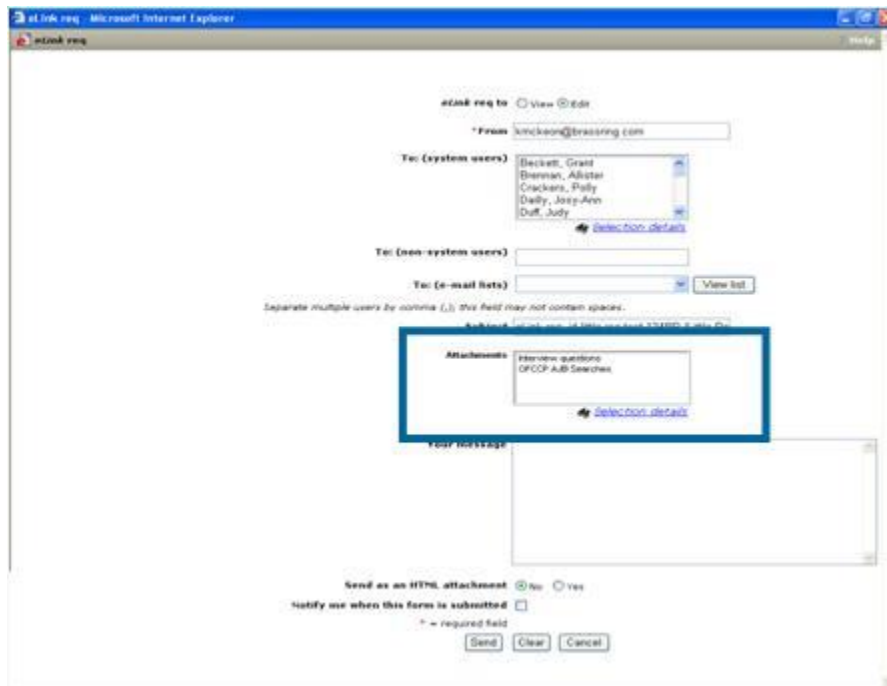 eLink req - Microsoft Internet Explorer
eLink req Help
eLink req to View Edit
*From kmckeon@brassring.com
To: (system users) Beckett, Grant
Brennan, Allister
Crackers, Polly
Dailly, Josy-Ann
Duff, Judy
Selection details
To: (non-system users)
To: (e-mail lists) View list
Separate multiple users by comma (,); this field may not contain spaces.
Subject
Attachments Interview questions
OFCCP AJB Searches
Selection details
Your message
Send as an HTML attachment No Yes
Notify me when this form is submitted
* = required field
Send Clear Cancel